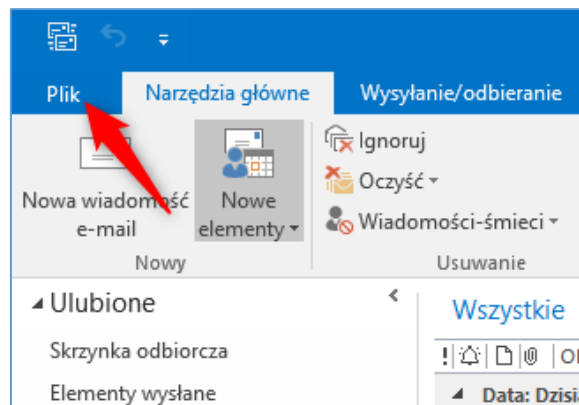 Plik Narzędzia główne Wysyłanie/odbieranie
Nowa wiadomość
e-mail
Nowe
elementy
Nowy
Ignoruj
Oczyść
Wiadomości-śmieci
Usuwanie
Ulubione
Skrzynka odbiorcza
Elementy wysłane
Wszystkie
Data: